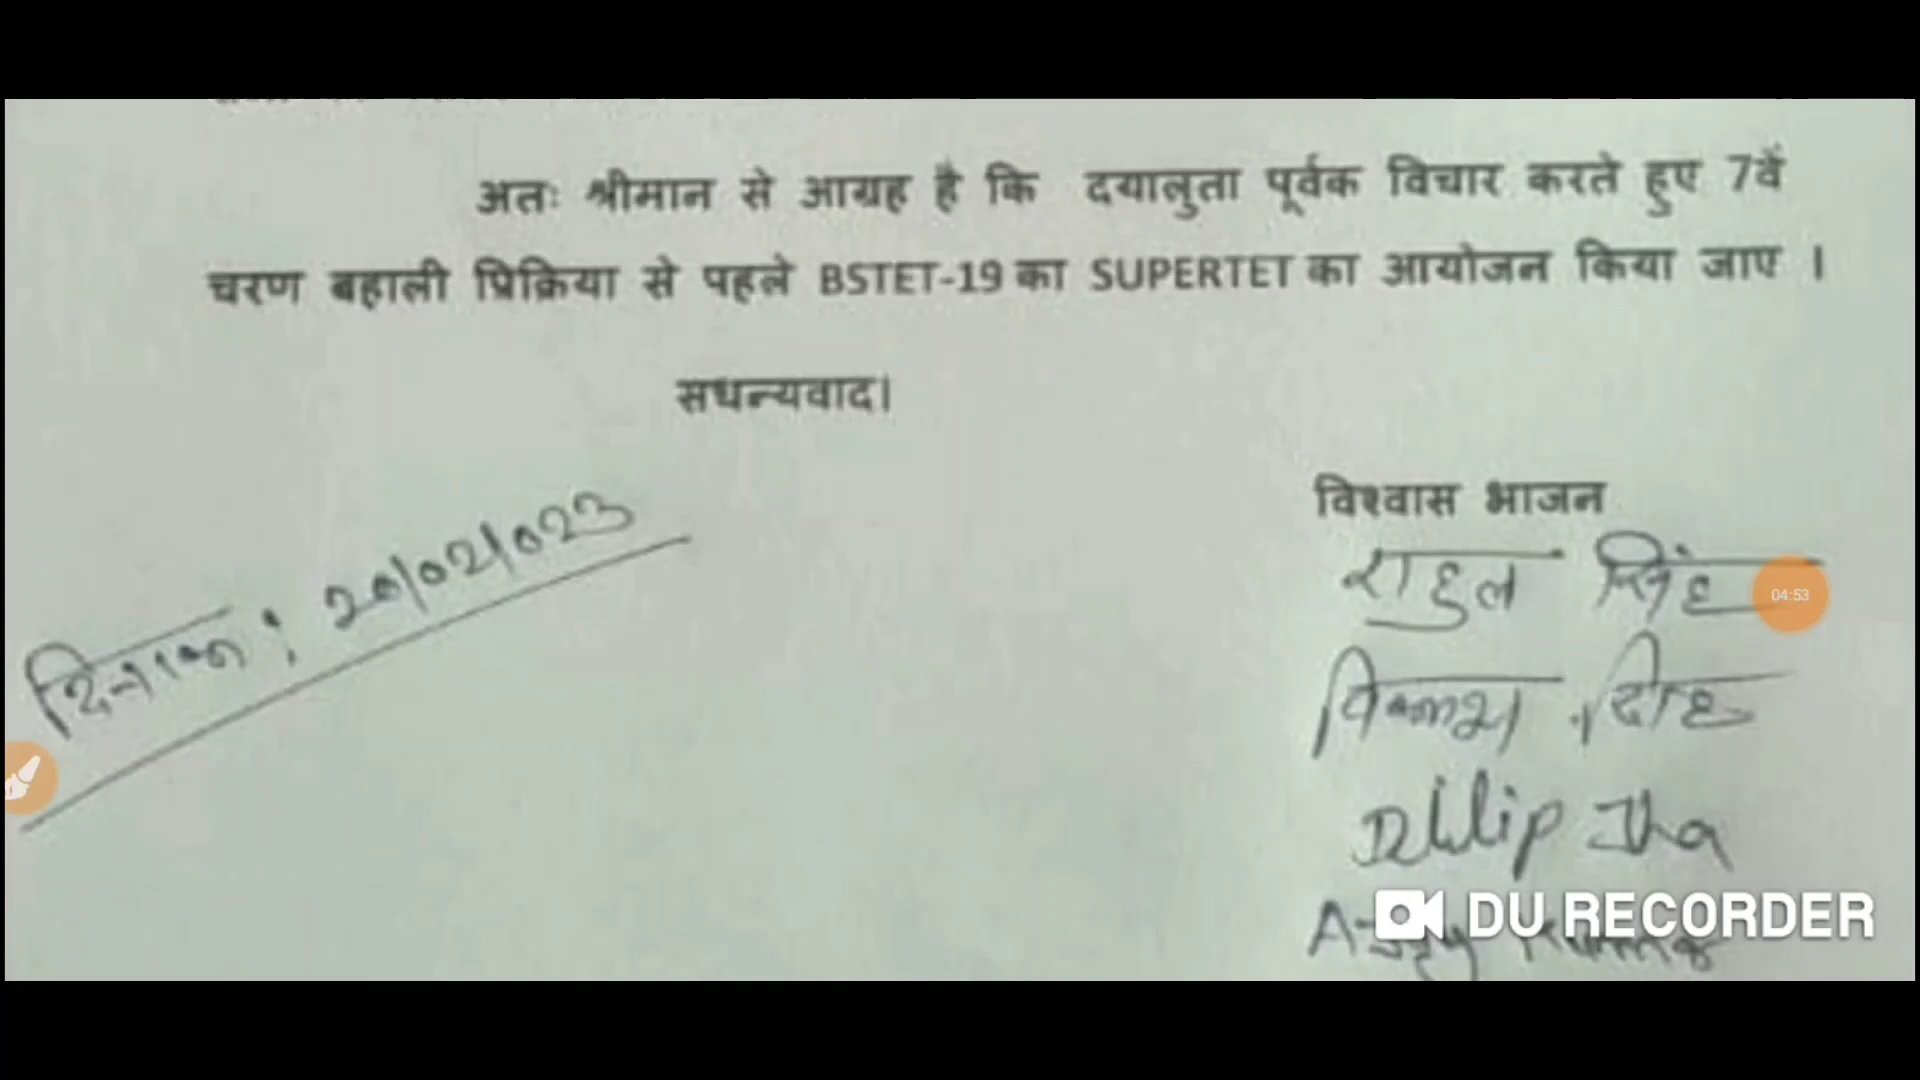 अतः श्रीमान से आग्रह है कि दयालुता पूर्वक विचार करते हुए 7वें
चरण बहाली प्रिक्रिया से पहले BSTET-19 का SUPERTET का आयोजन किया जाए ।
सधन्यवाद।
विश्वास भाजन
दिनांक : 20/02/023
राहुल सिंह
04:53
Dhilip Jha
DU RECORDER